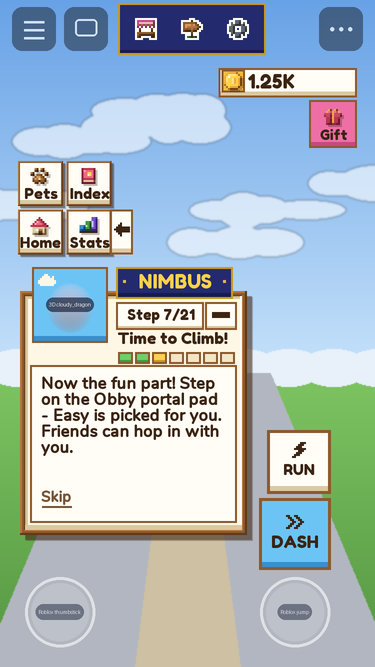 1.25K
Gift
Pets
Index
Home
Stats
3D cloudy_dragon
NIMBUS
Step 7/21
Time to Climb!
Now the fun part! Step
on the Obby portal pad
- Easy is picked for you.
Friends can hop in with
you.
Skip
RUN
DASH
Roblox thumbstick
Roblox jump